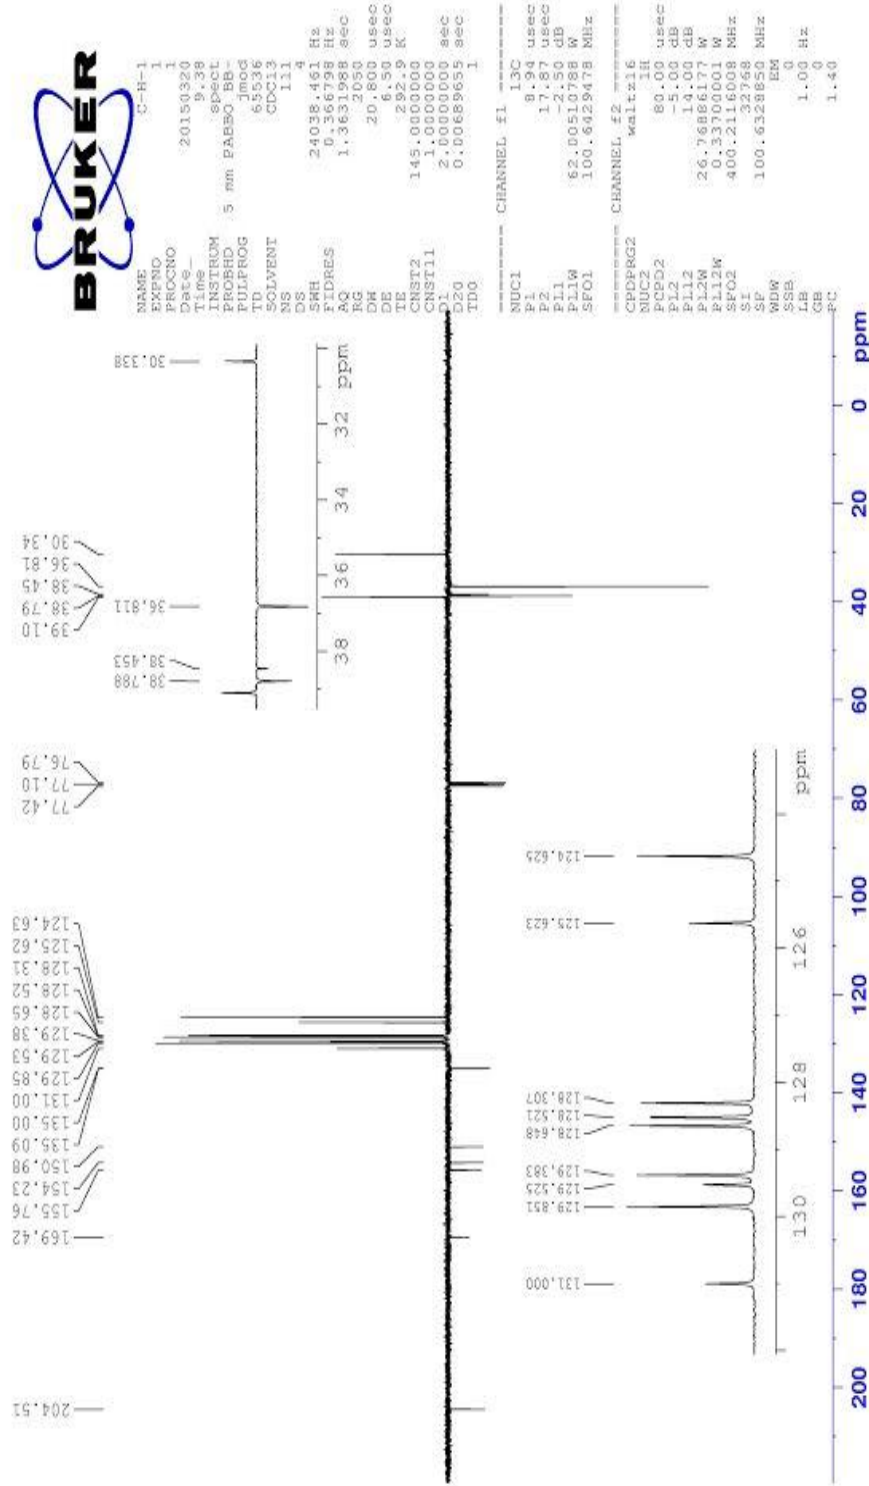 BRUKER
NAME C-H-1
EXPNO 1
PROCNO 1
Date_ 20150320
Time 9.38
INSTRUM spect
PROBHD 5 mm PABBO BB-
PULPROG jmod
TD 65536
SOLVENT CDCl3
NS 111
DS 4
SWH 24038.461 Hz
FIDRES 0.366798 Hz
AQ 1.3631988 sec
RG 2050
DW 20.800 usec
DE 6.50 usec
TE 292.9 K
CNST2 145.0000000
CNST11 1.0000000
D1 2.00000000 sec
D20 0.00689655 sec
TD0 1
======== CHANNEL f1 ========
NUC1 13C
P1 8.94 usec
P2 17.87 usec
PL1 -2.50 dB
PL1W 62.00510788 W
SFO1 100.6429478 MHz
======== CHANNEL f2 ========
CPDPRG2 waltz16
NUC2 1H
PCPD2 80.00 usec
PL2 -5.00 dB
PL12 14.00 dB
PL2W 26.76886177 W
PL12W 0.33700001 W
SFO2 400.2116008 MHz
SI 32768
SF 100.6328850 MHz
WDW EM
SSB 0
LB 1.00 Hz
GB 0
PC 1.40
204.51
169.42
155.76
154.23
150.98
135.09
135.00
131.00
129.85
129.53
129.38
128.65
128.52
128.31
125.62
124.63
77.42
77.10
76.79
39.10
38.79
38.45
36.81
30.34
38.788
38.453
36.811
30.338
38 36 34 32 ppm
131.000
129.851
129.525
129.383
128.648
128.521
128.307
125.623
124.625
130 128 126 ppm
200 180 160 140 120 100 80 60 40 20 0 ppm